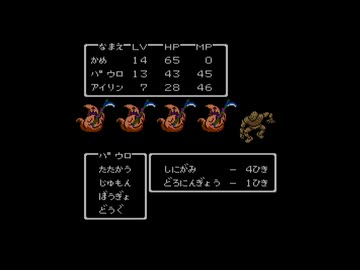 なまえ LV HP MP
かめ 14 65 0
パウロ 13 43 45
アイリン 7 28 46
パウロ
たたかう
じゅもん
ぼうぎょ
どうぐ
しにがみ － 4ひき
どろにんぎょう － 1ひき